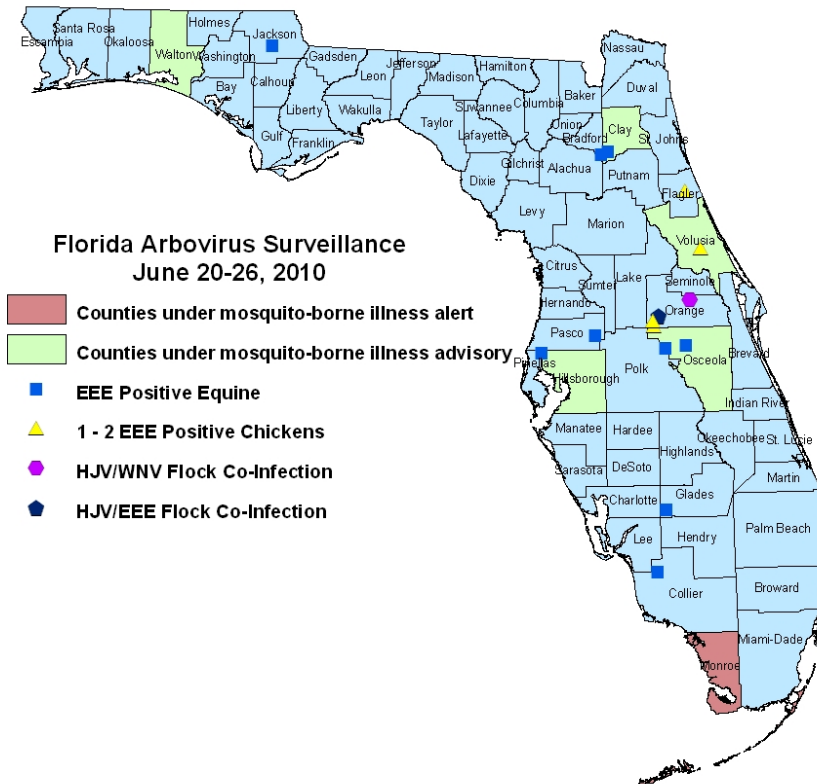 Holmes
Jackson
Santa Rosa
Escambia
Okaloosa
Walton
Washington
Gadsden
Jefferson
Hamilton
Nassau
Bay
Calhoun
Leon
Madison
Baker
Duval
Liberty
Wakulla
Suwannee
Columbia
Taylor
Lafayette
Union
Bradford
Clay
St. Johns
Gulf
Franklin
Gilchrist
Alachua
Putnam
Dixie
Flagler
Levy
Marion
Volusia
Florida Arbovirus Surveillance
June 20-26, 2010
Citrus
Sumter
Lake
Seminole
Hernando
Orange
Counties under mosquito-borne illness alert
Pasco
Counties under mosquito-borne illness advisory
Pinellas
Hillsborough
Polk
Osceola
Brevard
EEE Positive Equine
Indian River
1 - 2 EEE Positive Chickens
Manatee
Hardee
Okeechobee
St. Lucie
Highlands
HJV/WNV Flock Co-Infection
Sarasota
DeSoto
Martin
Charlotte
Glades
HJV/EEE Flock Co-Infection
Palm Beach
Lee
Hendry
Broward
Collier
Miami-Dade
Monroe